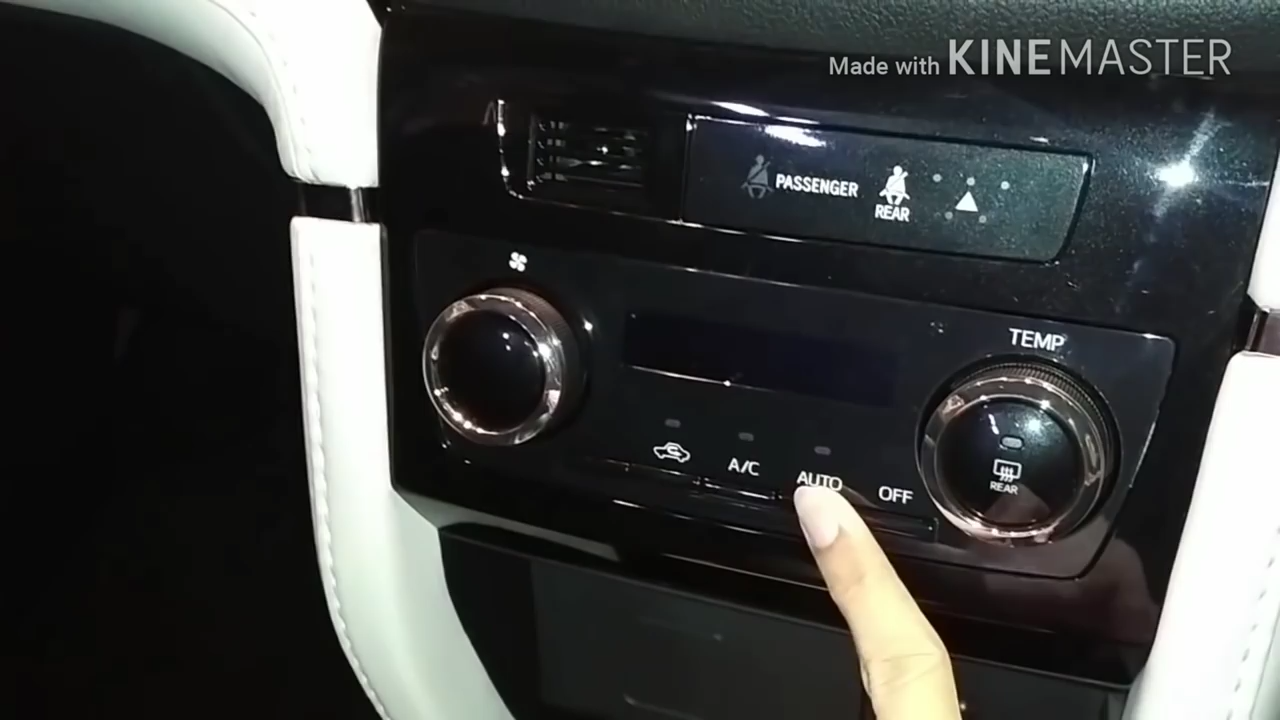 Made with KINEMASTER
PASSENGER
REAR
TEMP
A/C
AUTO
OFF
REAR